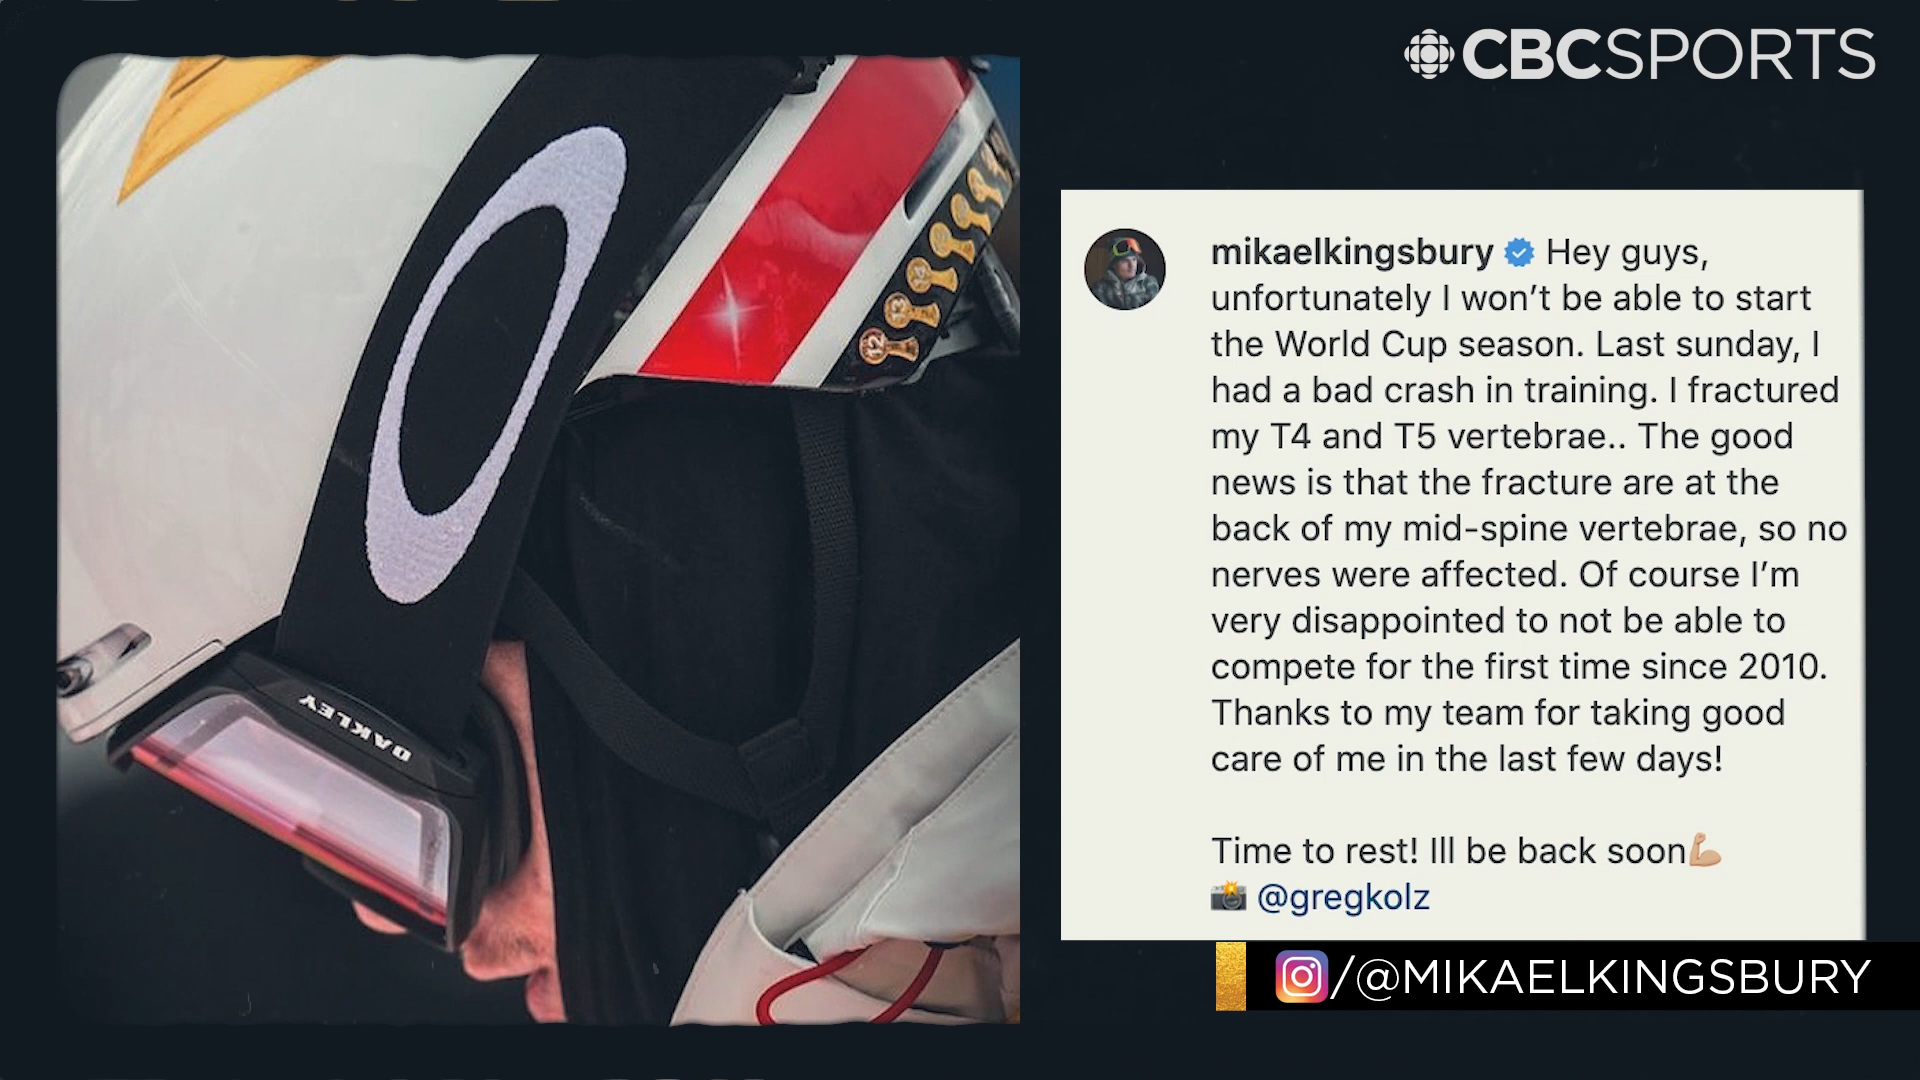 CBCSPORTS
OAKLEY
12
13
14
mikaelkingsbury Hey guys,
unfortunately I won’t be able to start
the World Cup season. Last sunday, I
had a bad crash in training. I fractured
my T4 and T5 vertebrae.. The good
news is that the fracture are at the
back of my mid-spine vertebrae, so no
nerves were affected. Of course I’m
very disappointed to not be able to
compete for the first time since 2010.
Thanks to my team for taking good
care of me in the last few days!
Time to rest! Ill be back soon💪🏼
📸 @gregkolz
/@MIKAELKINGSBURY